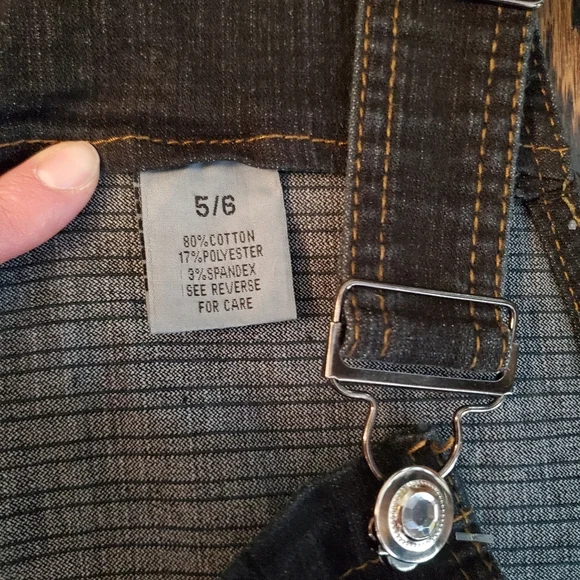 5/6
80%COTTON
17%POLYESTER
3%SPANDEX
SEE REVERSE
FOR CARE